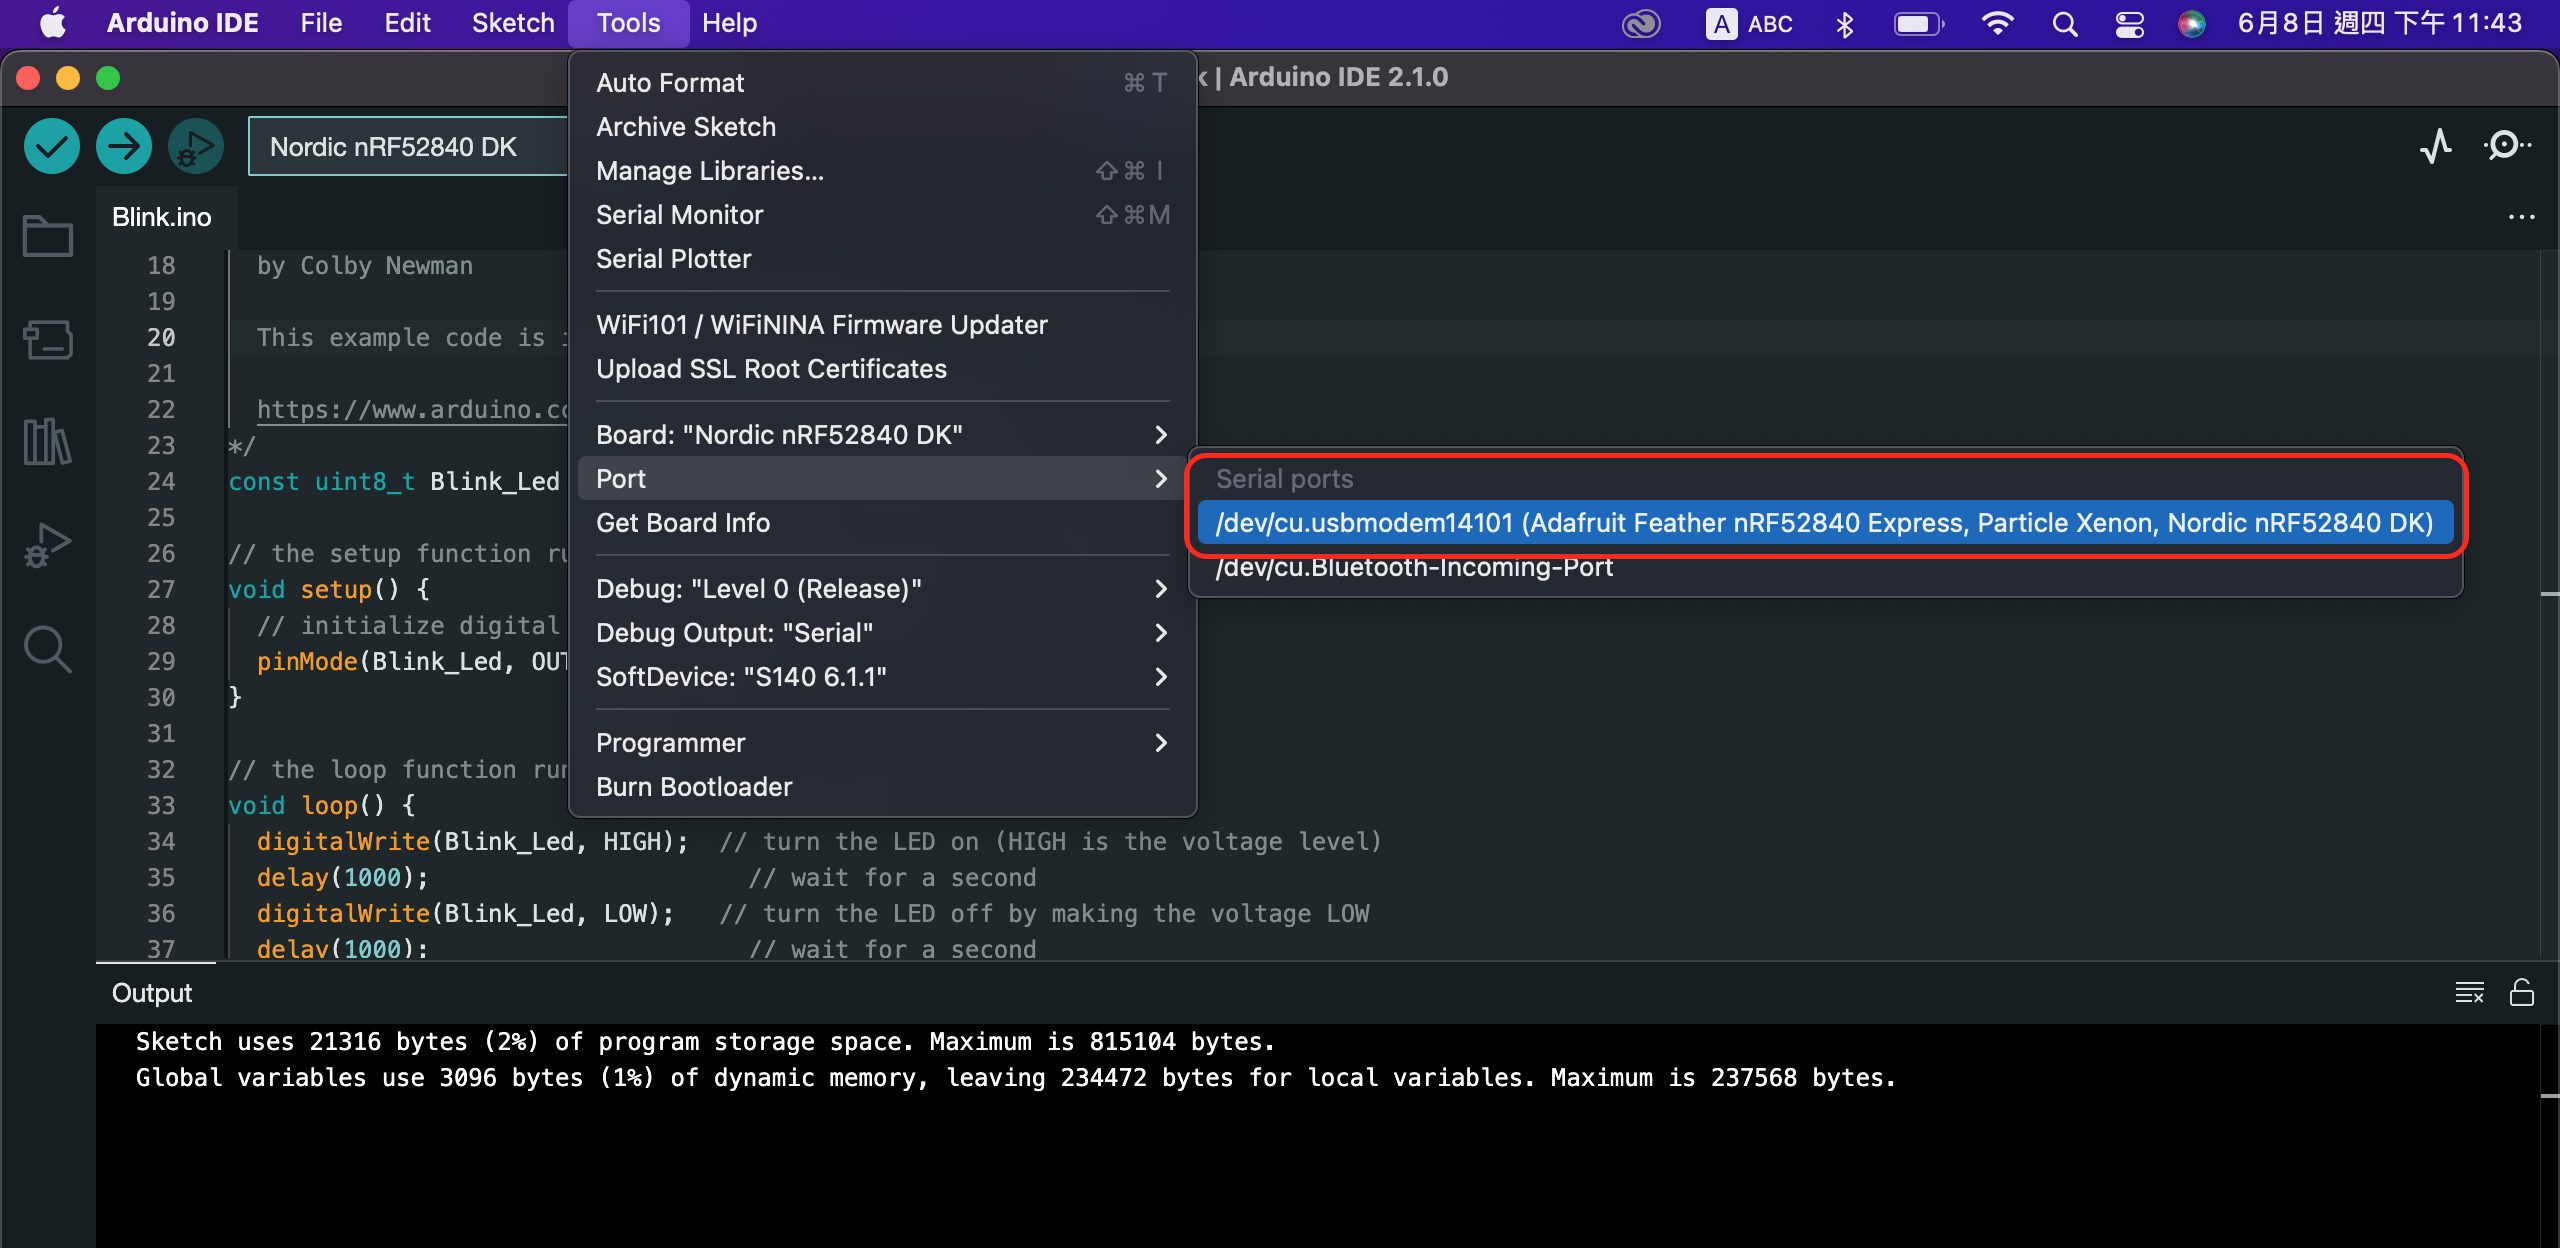 Arduino IDE File Edit Sketch Tools Help A ABC 6月8日 週四 下午 11:43
| Arduino IDE 2.1.0
Nordic nRF52840 DK
Blink.ino
Auto Format ⌘ T
Archive Sketch
Manage Libraries... ⇧ ⌘ I
Serial Monitor ⇧ ⌘ M
Serial Plotter
WiFi101 / WiFiNINA Firmware Updater
Upload SSL Root Certificates
Board: "Nordic nRF52840 DK"
Port
Get Board Info
Debug: "Level 0 (Release)"
Debug Output: "Serial"
SoftDevice: "S140 6.1.1"
Programmer
Burn Bootloader
Serial ports
/dev/cu.usbmodem14101 (Adafruit Feather nRF52840 Express, Particle Xenon, Nordic nRF52840 DK)
/dev/cu.Bluetooth-Incoming-Port
18 by Colby Newman
19
20 This example code is
21
22 https://www.arduino.c
23 */
24 const uint8_t Blink_Led
25
26 // the setup function
27 void setup() {
28 // initialize digital
29 pinMode(Blink_Led, OU
30 }
31
32 // the loop function
33 void loop() {
34 digitalWrite(Blink_Led, HIGH); // turn the LED on (HIGH is the voltage level)
35 delay(1000); // wait for a second
36 digitalWrite(Blink_Led, LOW); // turn the LED off by making the voltage LOW
37 delay(1000); // wait for a second
Output
Sketch uses 21316 bytes (2%) of program storage space. Maximum is 815104 bytes.
Global variables use 3096 bytes (1%) of dynamic memory, leaving 234472 bytes for local variables. Maximum is 237568 bytes.